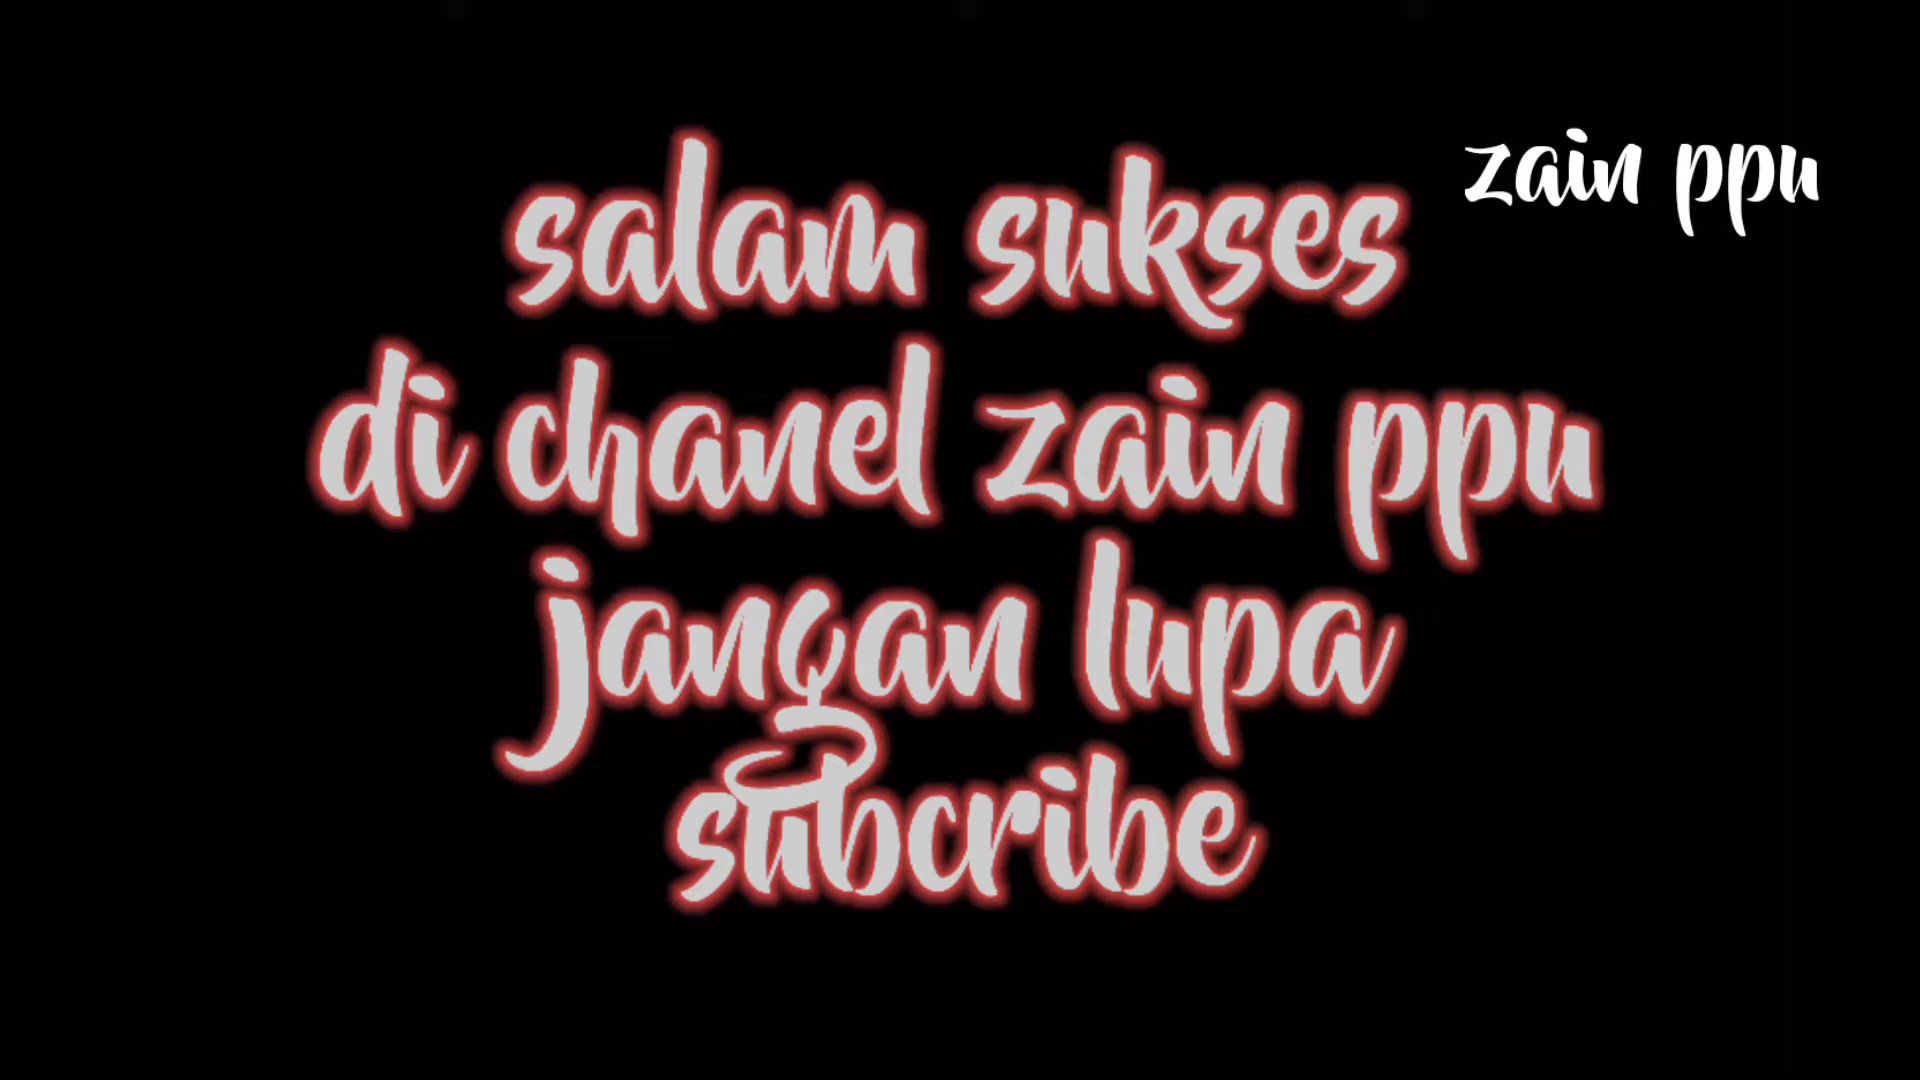 zain ppu
salam sukses
di chanel zain ppu
jangan lupa
subcribe